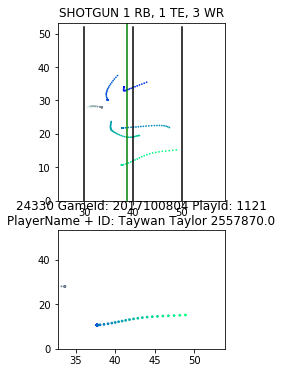 SHOTGUN 1 RB, 1 TE, 3 WR
50
40
30
20
10
0
30 40 50
24330 GameId: 2017100804 PlayId: 1121
PlayerName + ID: Taywan Taylor 2557870.0
40
20
0
35 40 45 50